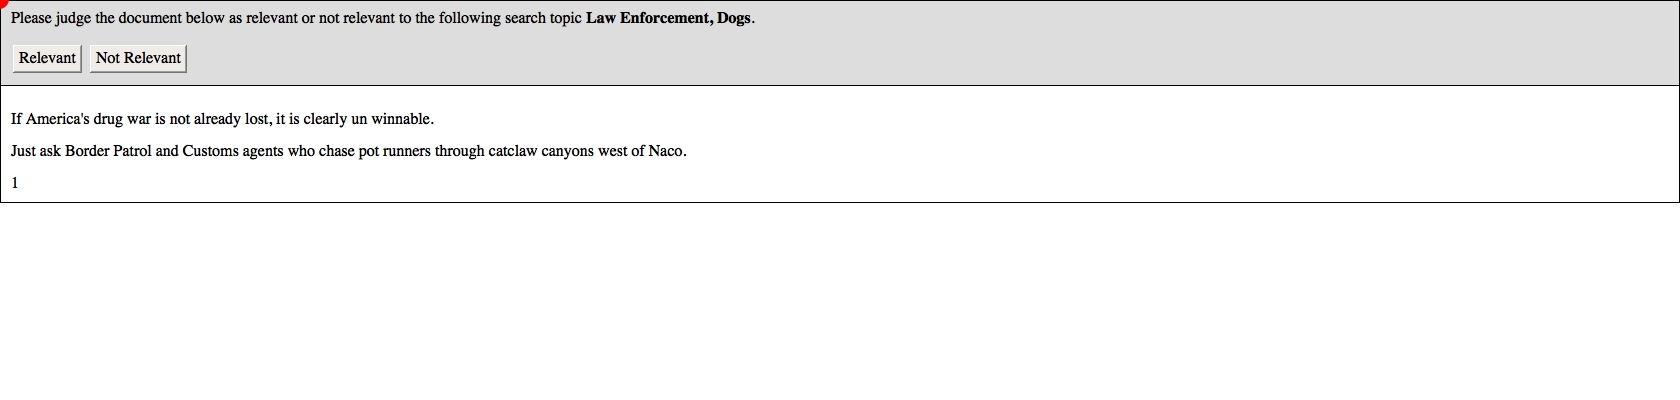 Please judge the document below as relevant or not relevant to the following search topic Law Enforcement, Dogs.
Relevant Not Relevant
If America's drug war is not already lost, it is clearly un winnable.
Just ask Border Patrol and Customs agents who chase pot runners through catclaw canyons west of Naco.
1